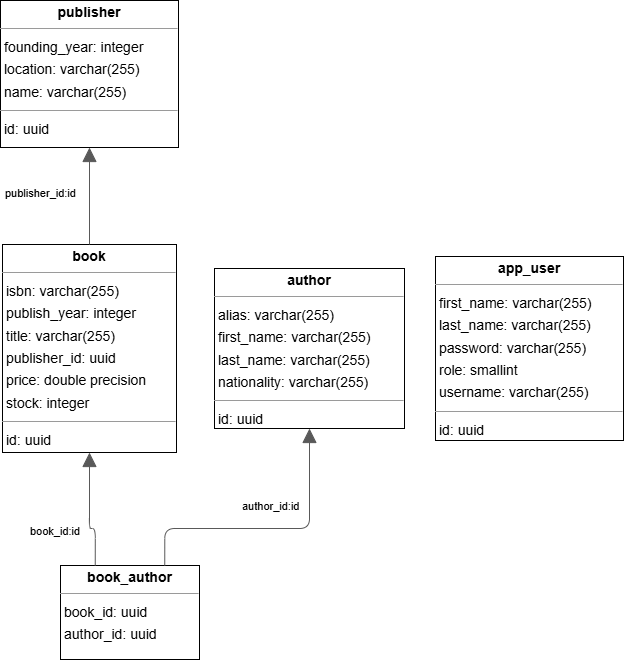 publisher
founding_year: integer
location: varchar(255)
name: varchar(255)
id: uuid
publisher_id:id
book
isbn: varchar(255)
publish_year: integer
title: varchar(255)
publisher_id: uuid
price: double precision
stock: integer
id: uuid
author
alias: varchar(255)
first_name: varchar(255)
last_name: varchar(255)
nationality: varchar(255)
id: uuid
app_user
first_name: varchar(255)
last_name: varchar(255)
password: varchar(255)
role: smallint
username: varchar(255)
id: uuid
book_id:id
author_id:id
book_author
book_id: uuid
author_id: uuid